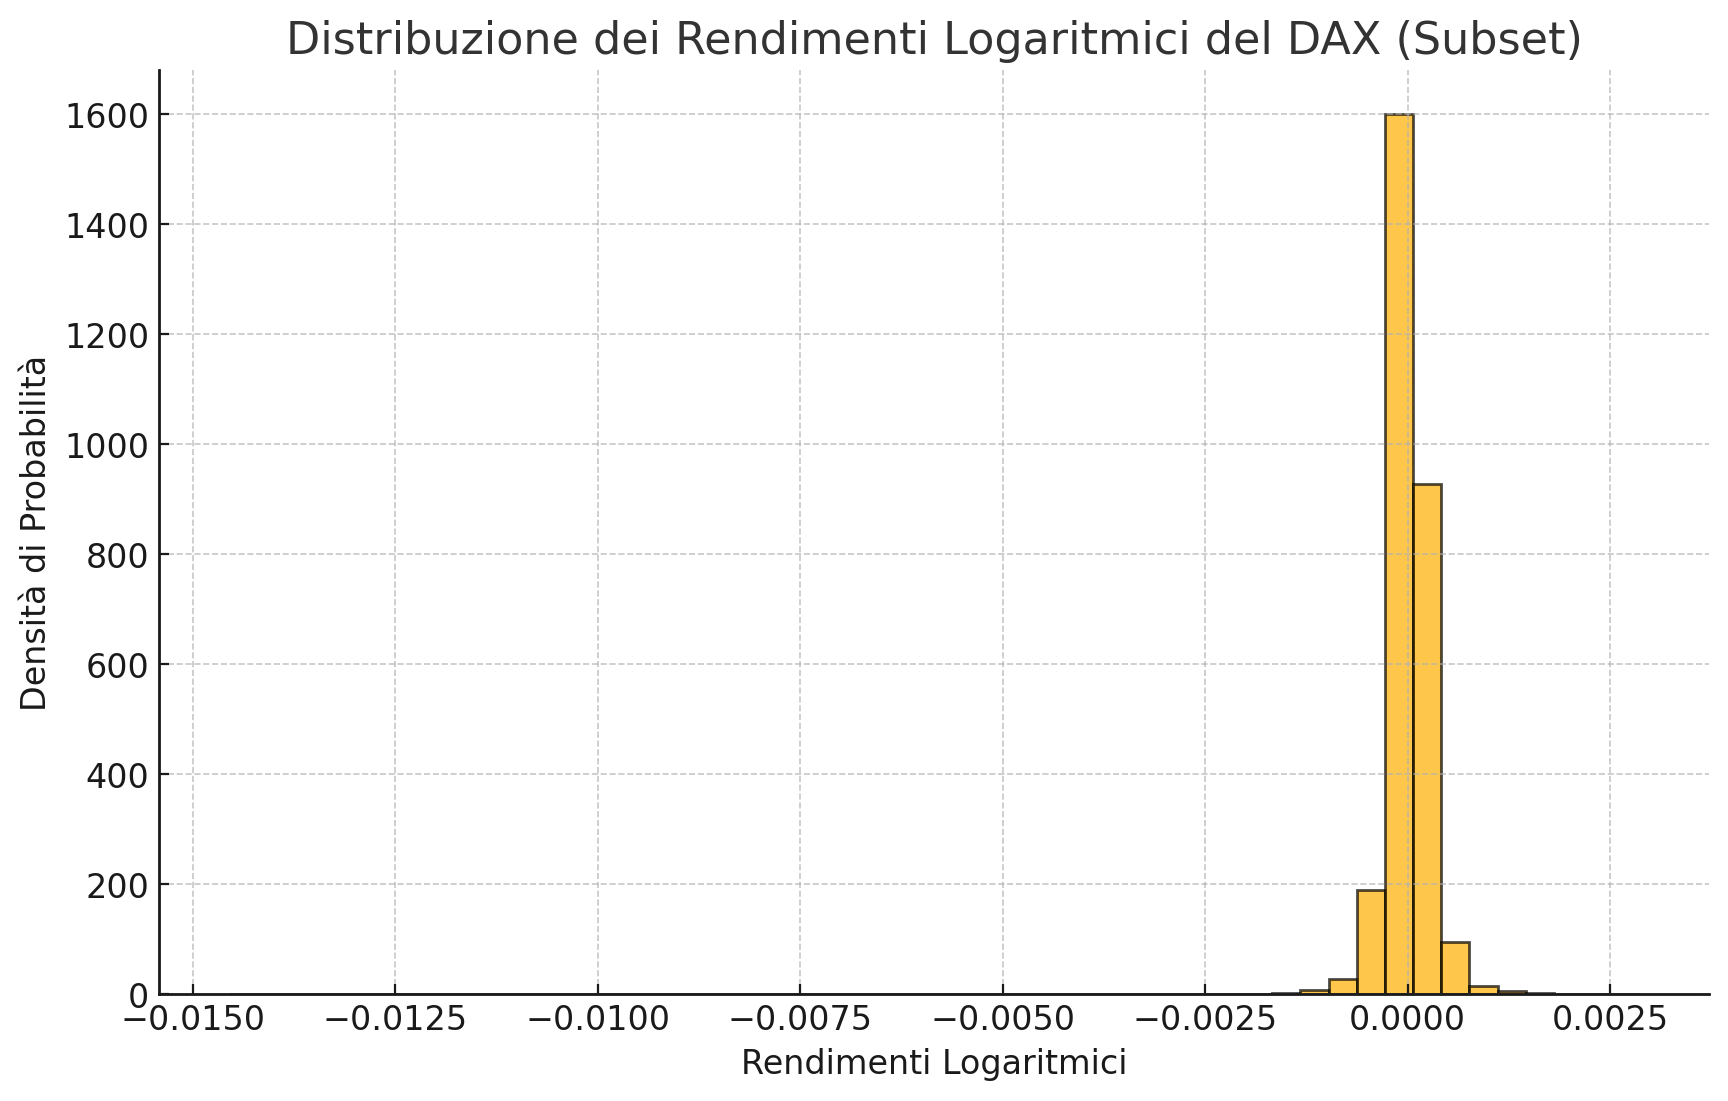 Distribuzione dei Rendimenti Logaritmici del DAX (Subset)
1600
1400
1200
1000
800
600
400
200
0
Densità di Probabilità
−0.0150 −0.0125 −0.0100 −0.0075 −0.0050 −0.0025 0.0000 0.0025
Rendimenti Logaritmici